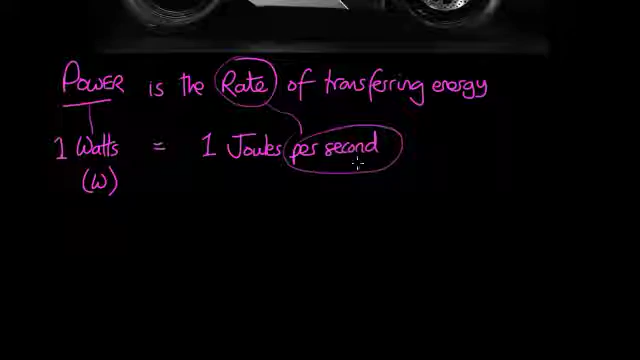 POWER is the Rate of transferring energy
1 Watts = 1 Joules per second
(W)